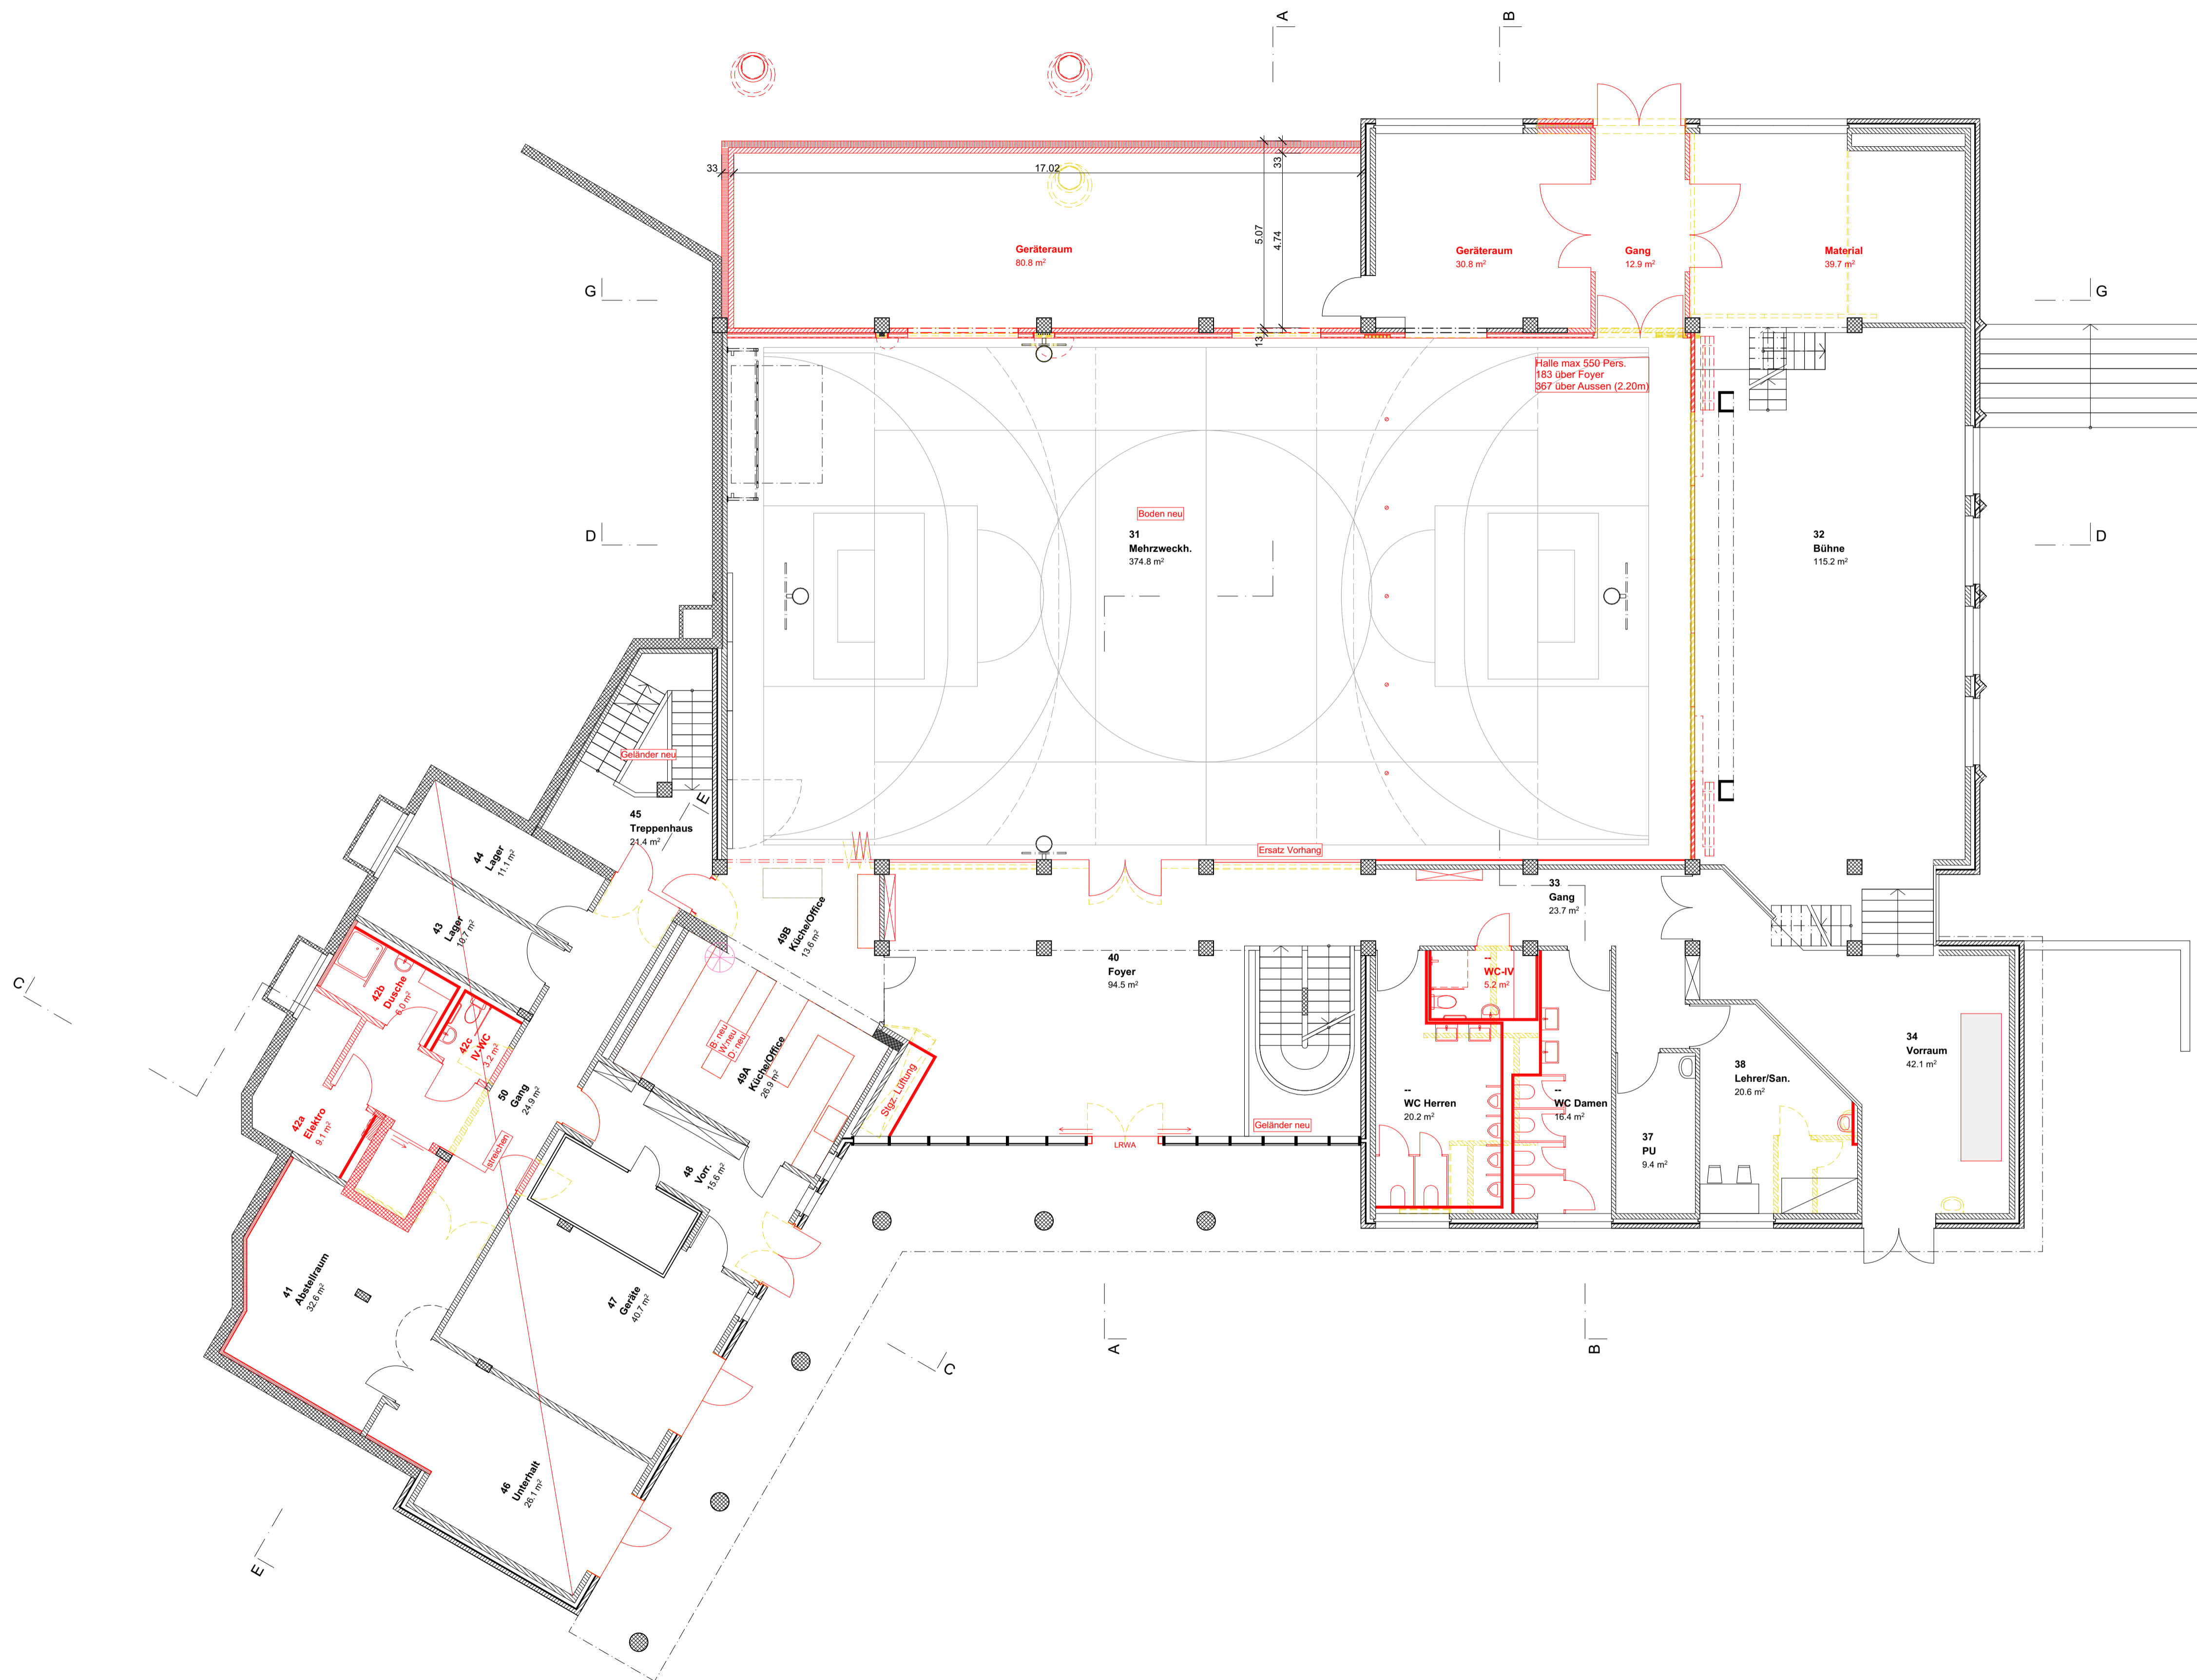 A
B
33
17.02
33
5.07
4.74
13
Geräteraum
80.8 m²
Geräteraum
30.8 m²
Gang
12.9 m²
Material
39.7 m²
G
G
Halle max 550 Pers.
183 über Foyer
367 über Aussen (2.20m)
Boden neu
31
Mehrzweckh.
374.8 m²
32
Bühne
115.2 m²
D
D
Geländer neu
E
45
Treppenhaus
21.4 m²
44
Lager
11.1 m²
43
Lager
10.7 m²
Ersatz Vorhang
33
Gang
23.7 m²
49B
Küche/Office
13.6 m²
40
Foyer
94.5 m²
--
WC-IV
5.2 m²
C
42b
Dusche
6.0 m²
42c
IV-WC
3.2 m²
50
Gang
24.9 m²
B: neu
W:neu
D: neu
49A
Küche/Office
26.9 m²
Stgz. Lüftung
34
Vorraum
42.1 m²
38
Lehrer/San.
20.6 m²
--
WC Herren
20.2 m²
--
WC Damen
16.4 m²
37
PU
9.4 m²
42a
Elektro
9.1 m²
streichen
48
Vorr.
15.6 m²
LRWA
Geländer neu
41
Abstellraum
32.6 m²
47
Geräte
40.7 m²
A
B
C
46
Unterhalt
26.1 m²
E